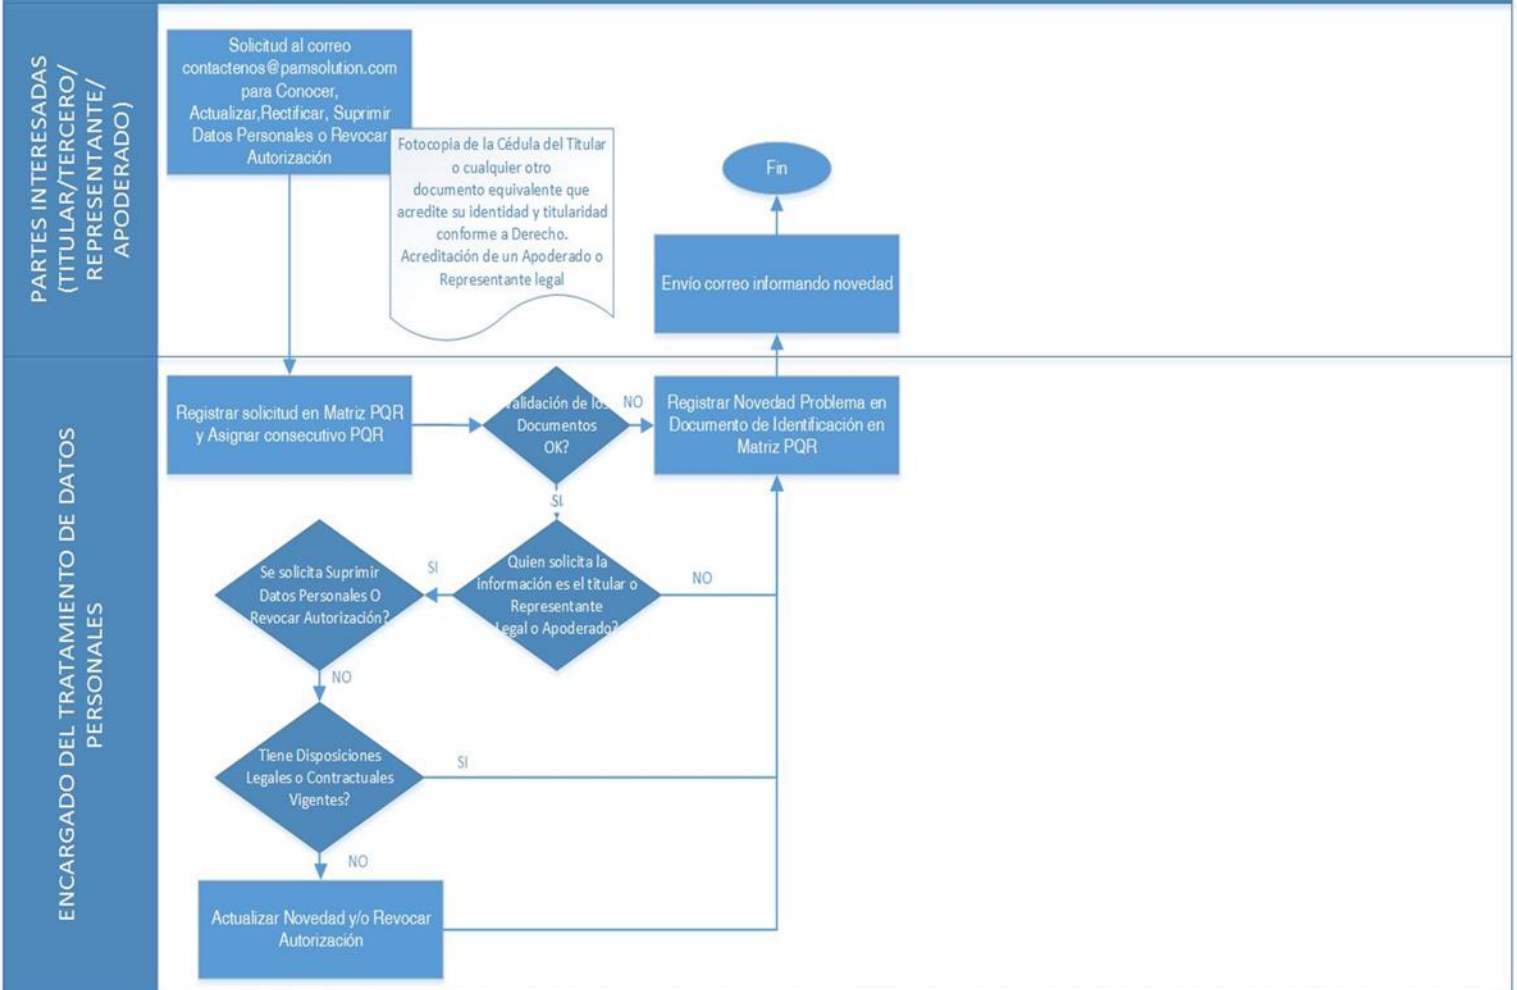 PARTES INTERESADAS
(TITULAR/TERCERO/
REPRESENTANTE/
APODERADO)
Solicitud al correo
contactenos@pamsolution.com
para Conocer,
Actualizar,Rectificar, Suprimir
Datos Personales o Revocar
Autorización
Fotocopia de la Cédula del Titular
o cualquier otro
documento equivalente que
acredite su identidad y titularidad
conforme a Derecho.
Acreditación de un Apoderado o
Representante legal
Fin
Envío correo informando novedad
ENCARGADO DEL TRATAMIENTO DE DATOS
PERSONALES
Registrar solicitud en Matriz PQR
y Asignar consecutivo PQR
Validación de los
Documentos
OK?
NO
Registrar Novedad Problema en
Documento de Identificación en
Matriz PQR
SI
Quien solicita la
información es el titular o
Representante
Legal o Apoderado?
NO
SI
Se solicita Suprimir
Datos Personales O
Revocar Autorización?
NO
Tiene Disposiciones
Legales o Contractuales
Vigentes?
SI
NO
Actualizar Novedad y/o Revocar
Autorización